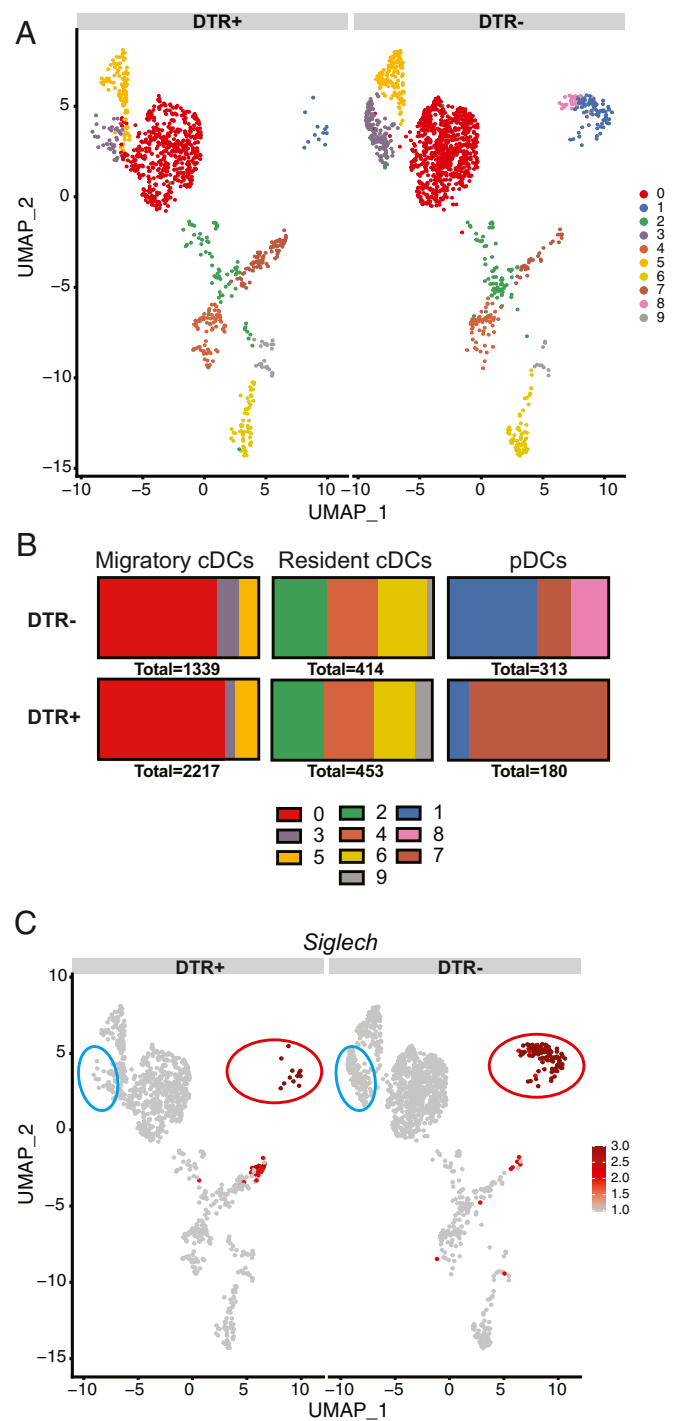 A
DTR+ DTR-
5
0
−5
−10
−15
UMAP_2
−10 −5 0 5 10 −10 −5 0 5 10
UMAP_1
0
1
2
3
4
5
6
7
8
9
B
Migratory cDCs Resident cDCs pDCs
DTR-
Total=1339 Total=414 Total=313
DTR+
Total=2217 Total=453 Total=180
0 2 1
3 4 8
5 6 7
9
C
Siglech
DTR+ DTR-
10
5
0
−5
−10
−15
UMAP_2
3.0
2.5
2.0
1.5
1.0
−10 −5 0 5 10 −10 −5 0 5 10
UMAP_1